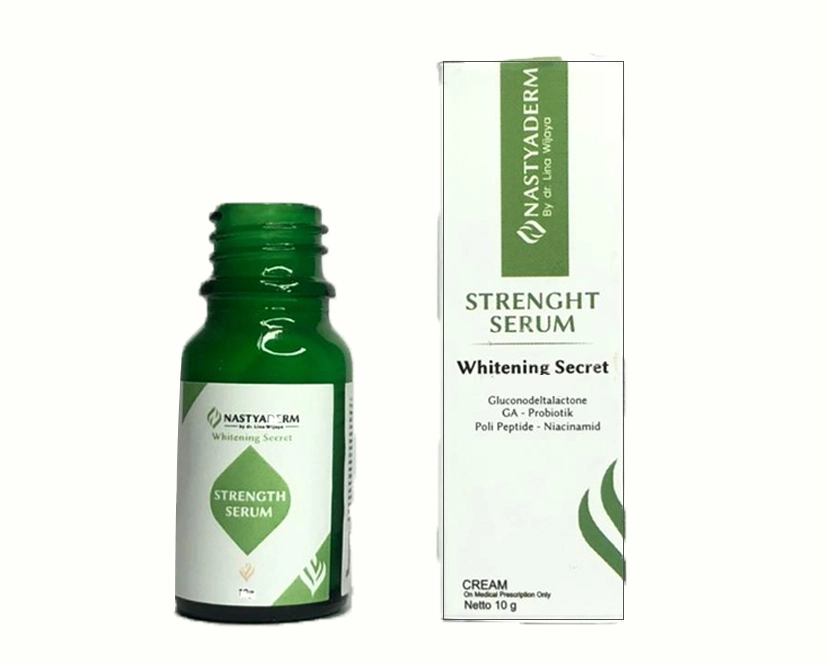 NASTYADERM
by dr. Lina Wijaya
Whitening Secret
STRENGTH
SERUM
NASTYADERM
By dr. Lina Wijaya
STRENGHT
SERUM
Whitening Secret
Gluconodeltalactone
GA - Probiotik
Poli Peptide - Niacinamid
CREAM
On Medical Prescription Only
Netto 10 g